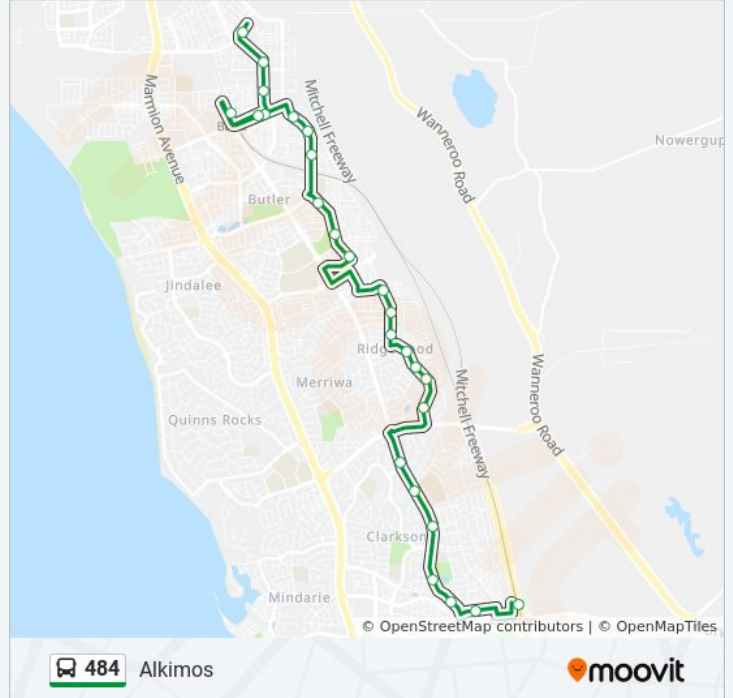 Marmion Avenue
Mitchell Freeway
Wanneroo Road
Nowergup
Butler
Jindalee
Ridgewood
Merriwa
Mitchell Freeway
Wanneroo Road
Quinns Rocks
Clarkson
Mindarie
© OpenStreetMap contributors | © OpenMapTiles
484 Alkimos
moovit